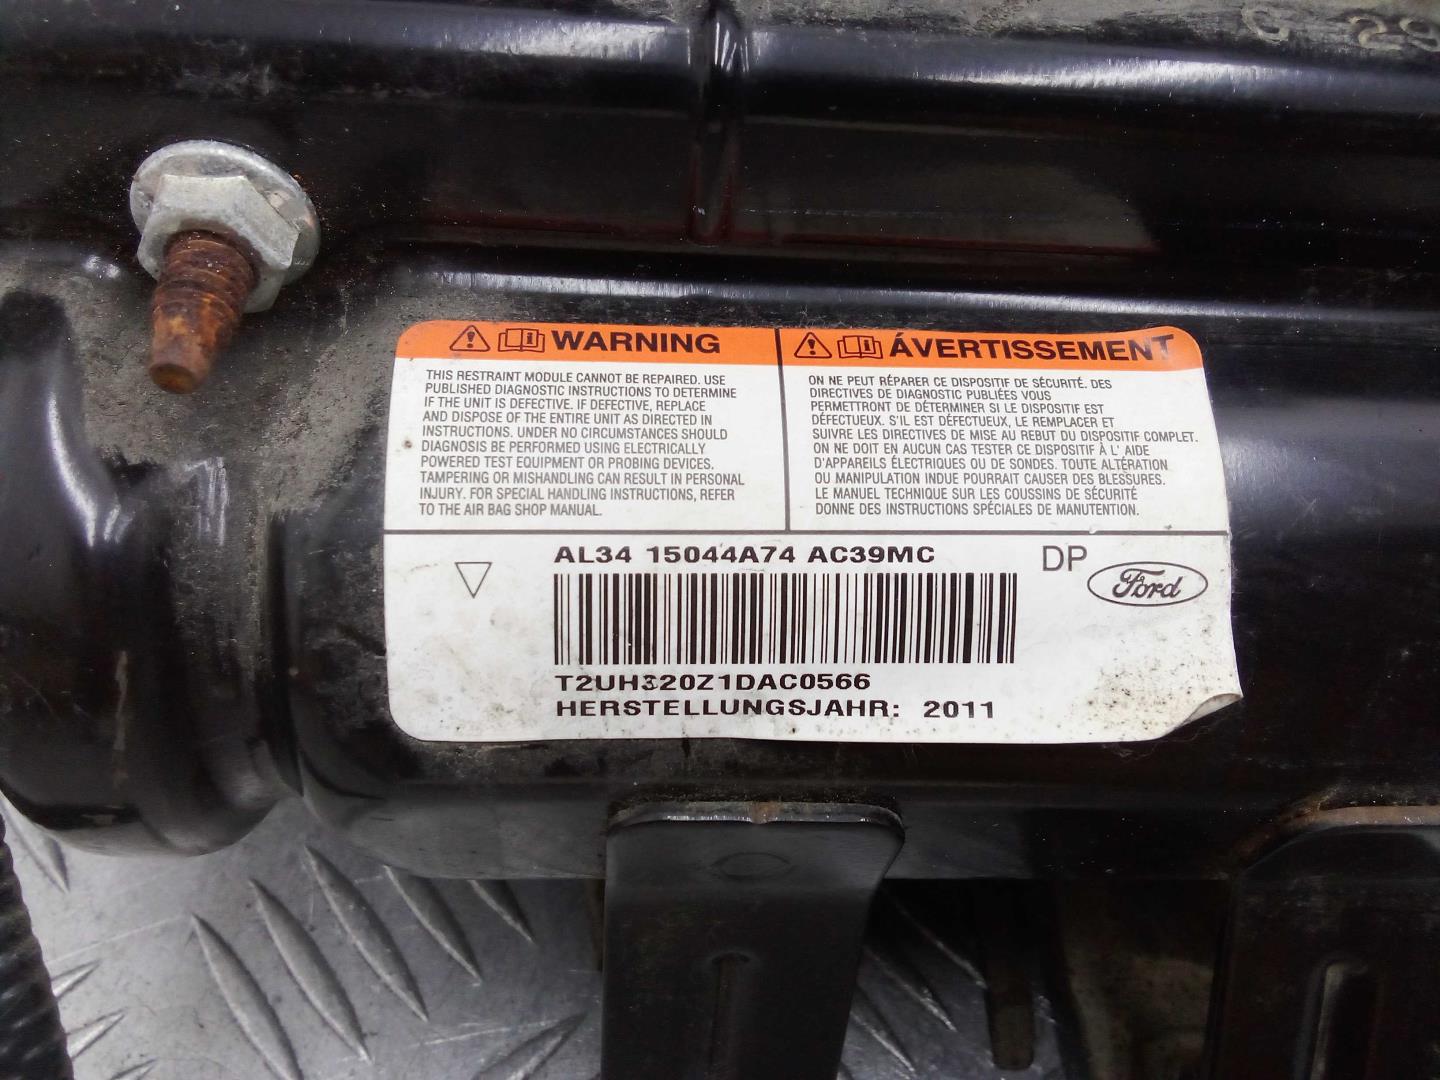 G 29
WARNING
THIS RESTRAINT MODULE CANNOT BE REPAIRED. USE
PUBLISHED DIAGNOSTIC INSTRUCTIONS TO DETERMINE
IF THE UNIT IS DEFECTIVE. IF DEFECTIVE, REPLACE
AND DISPOSE OF THE ENTIRE UNIT AS DIRECTED IN
INSTRUCTIONS. UNDER NO CIRCUMSTANCES SHOULD
DIAGNOSIS BE PERFORMED USING ELECTRICALLY
POWERED TEST EQUIPMENT OR PROBING DEVICES.
TAMPERING OR MISHANDLING CAN RESULT IN PERSONAL
INJURY. FOR SPECIAL HANDLING INSTRUCTIONS, REFER
TO THE AIR BAG SHOP MANUAL.
ÁVERTISSEMENT
ON NE PEUT RÉPARER CE DISPOSITIF DE SÉCURITÉ. DES
DIRECTIVES DE DIAGNOSTIC PUBLIÉES VOUS
PERMETTRONT DE DÉTERMINER SI LE DISPOSITIF EST
DÉFECTUEUX. S'IL EST DÉFECTUEUX, LE REMPLACER ET
SUIVRE LES DIRECTIVES DE MISE AU REBUT DU DISPOSITIF COMPLET.
ON NE DOIT EN AUCUN CAS TESTER CE DISPOSITIF À L' AIDE
D'APPAREILS ÉLECTRIQUES OU DE SONDES. TOUTE ALTÉRATION
OU MANIPULATION INDUE POURRAIT CAUSER DES BLESSURES.
LE MANUEL TECHNIQUE SUR LES COUSSINS DE SÉCURITÉ
DONNE DES INSTRUCTIONS SPÉCIALES DE MANUTENTION.
AL34 15044A74 AC39MC
DP
Ford
T2UH320Z1DAC0566
HERSTELLUNGSJAHR: 2011